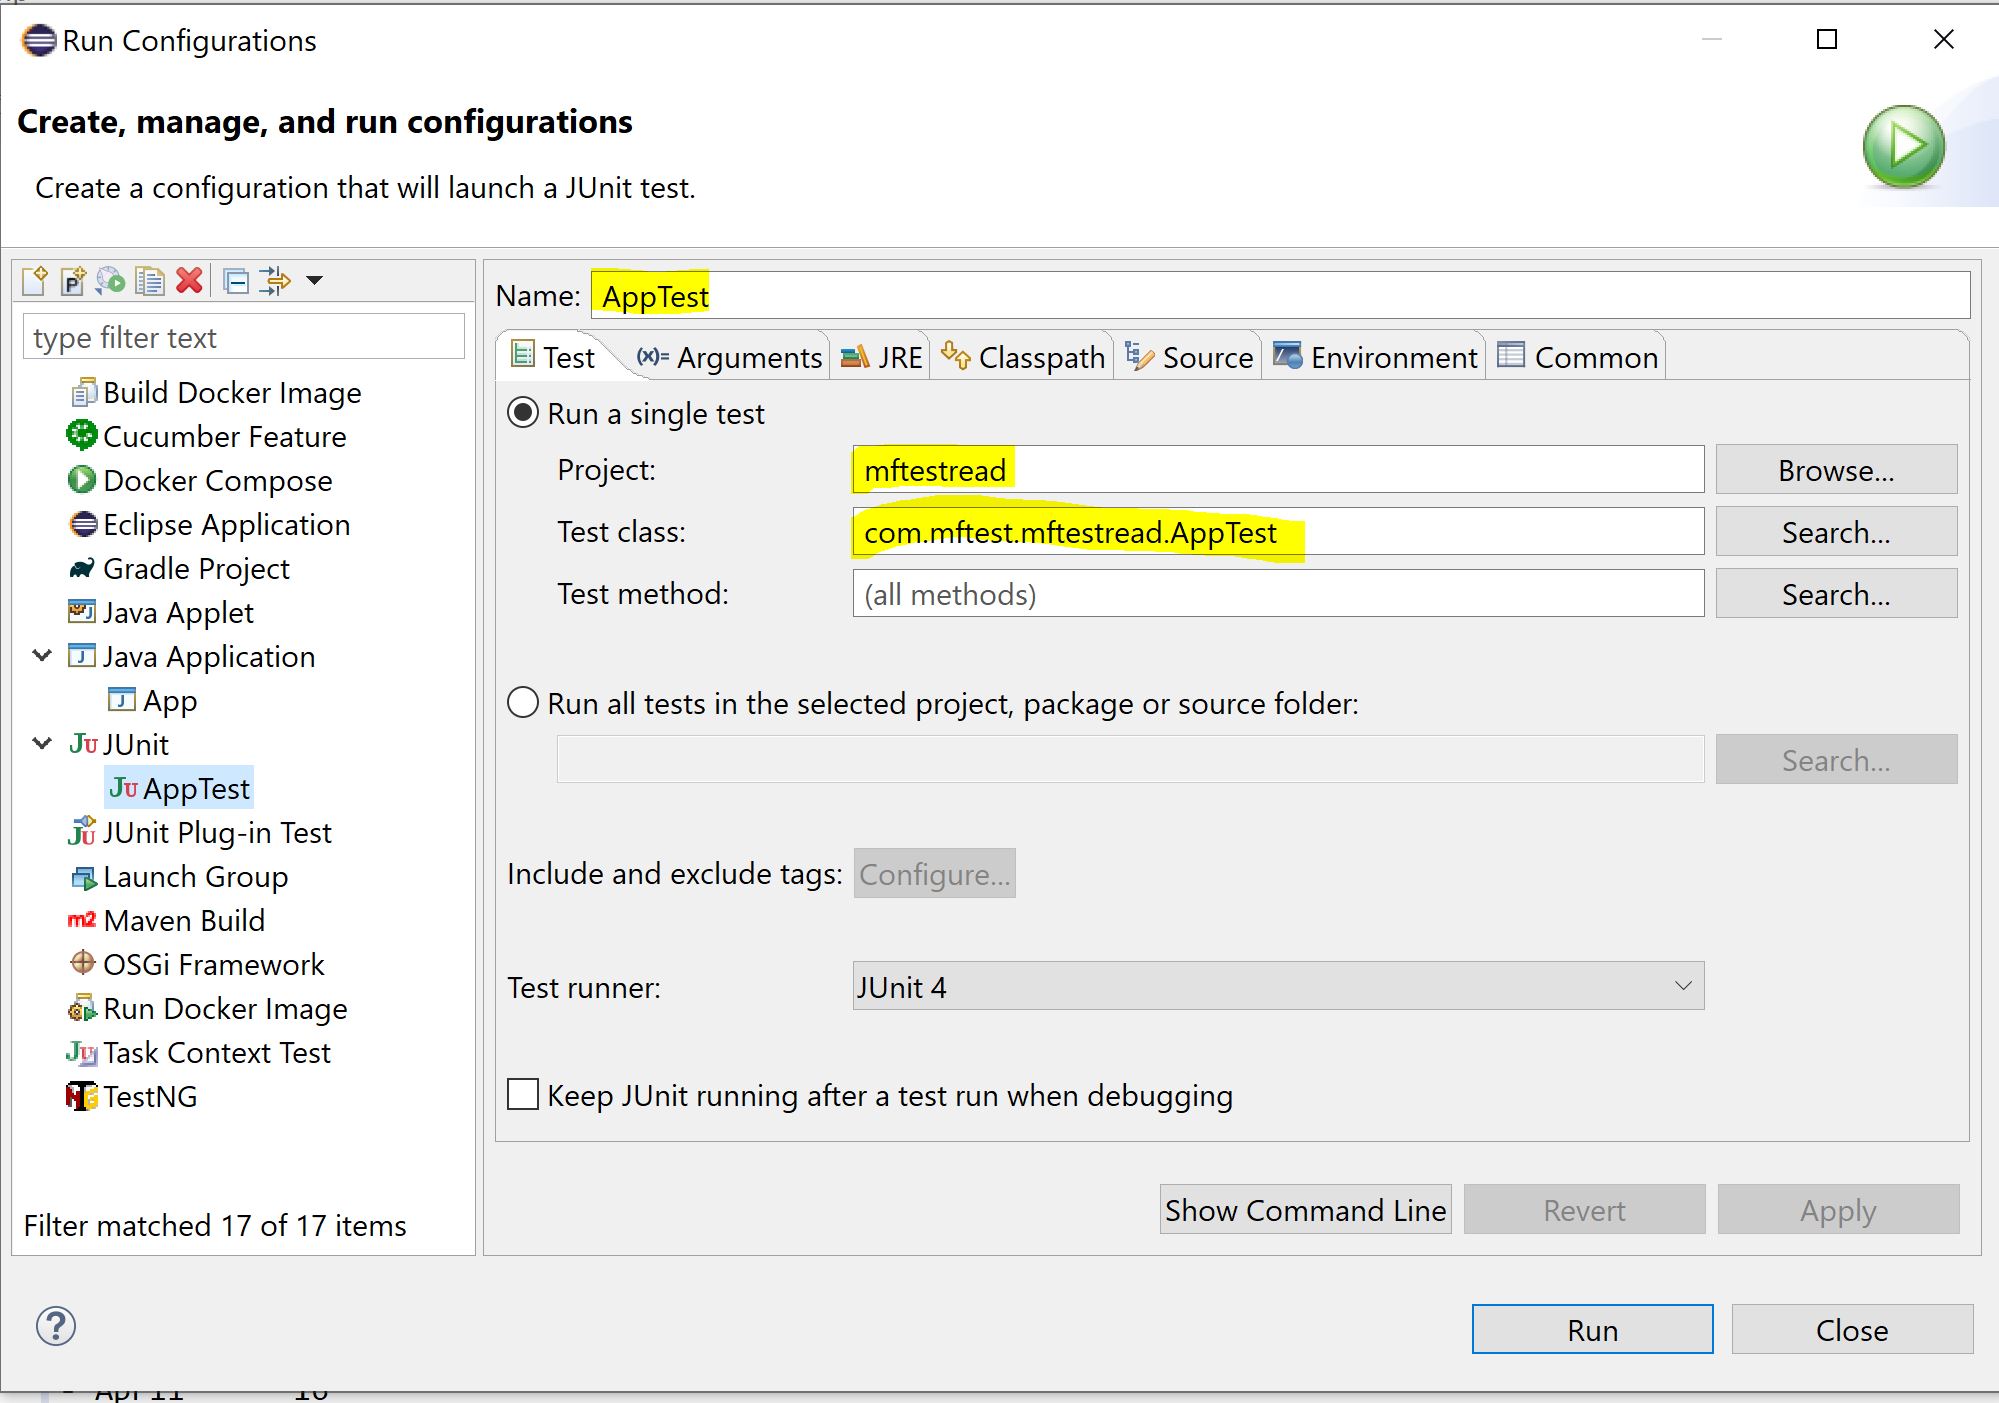 Run Configurations
Create, manage, and run configurations
Create a configuration that will launch a JUnit test.
type filter text
Build Docker Image
Cucumber Feature
Docker Compose
Eclipse Application
Gradle Project
Java Applet
Java Application
App
JUnit
AppTest
JUnit Plug-in Test
Launch Group
Maven Build
OSGi Framework
Run Docker Image
Task Context Test
TestNG
Filter matched 17 of 17 items
Name: AppTest
Test (x)= Arguments JRE Classpath Source Environment Common
Run a single test
Project: mftestread Browse...
Test class: com.mftest.mftestread.AppTest Search...
Test method: (all methods) Search...
Run all tests in the selected project, package or source folder:
Search...
Include and exclude tags: Configure...
Test runner: JUnit 4
Keep JUnit running after a test run when debugging
Show Command Line Revert Apply
Run Close